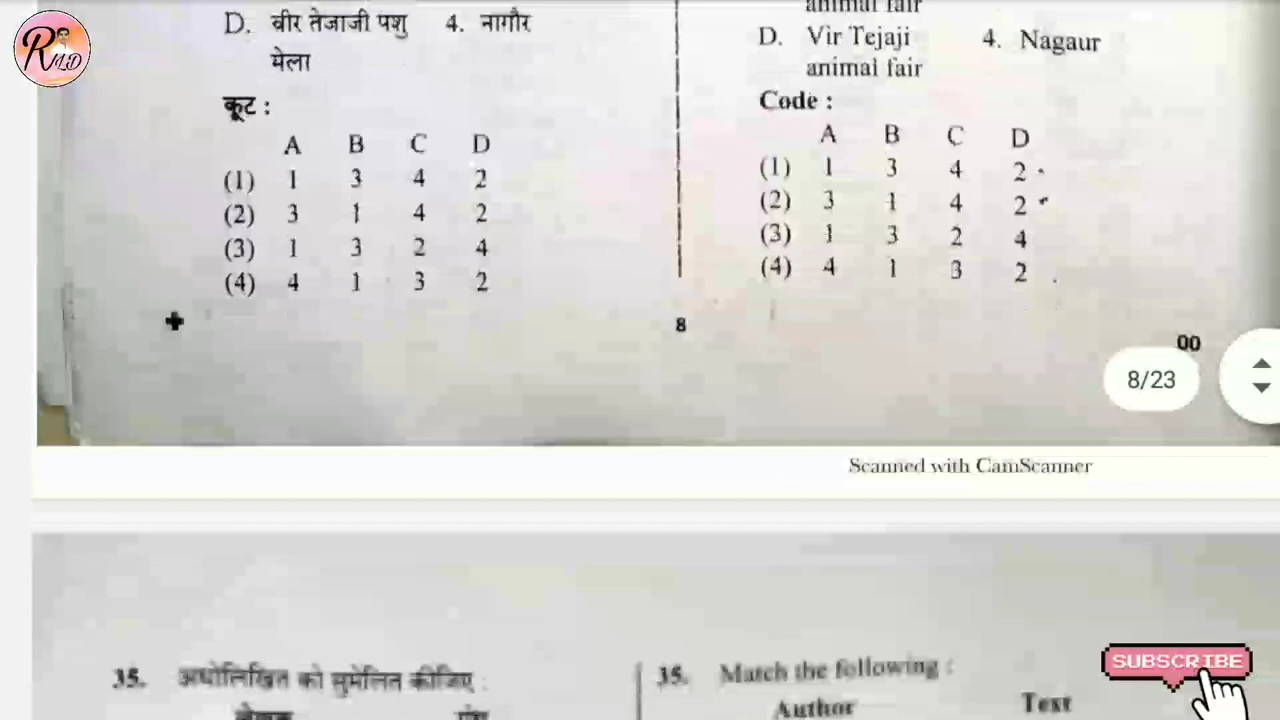 RLD
D. वीर तेजाजी पशु 4. नागौर
मेला
कूट :
A B C D
(1) 1 3 4 2
(2) 3 1 4 2
(3) 1 3 2 4
(4) 4 1 3 2
animal fair
D. Vir Tejaji 4. Nagaur
animal fair
Code :
A B C D
(1) 1 3 4 2
(2) 3 1 4 2
(3) 1 3 2 4
(4) 4 1 3 2
8
00
8/23
Scanned with CamScanner
35. अधोलिखित को सुमेलित कीजिए :
लेखक ग्रंथ
35. Match the following :
Author Text
SUBSCRIBE